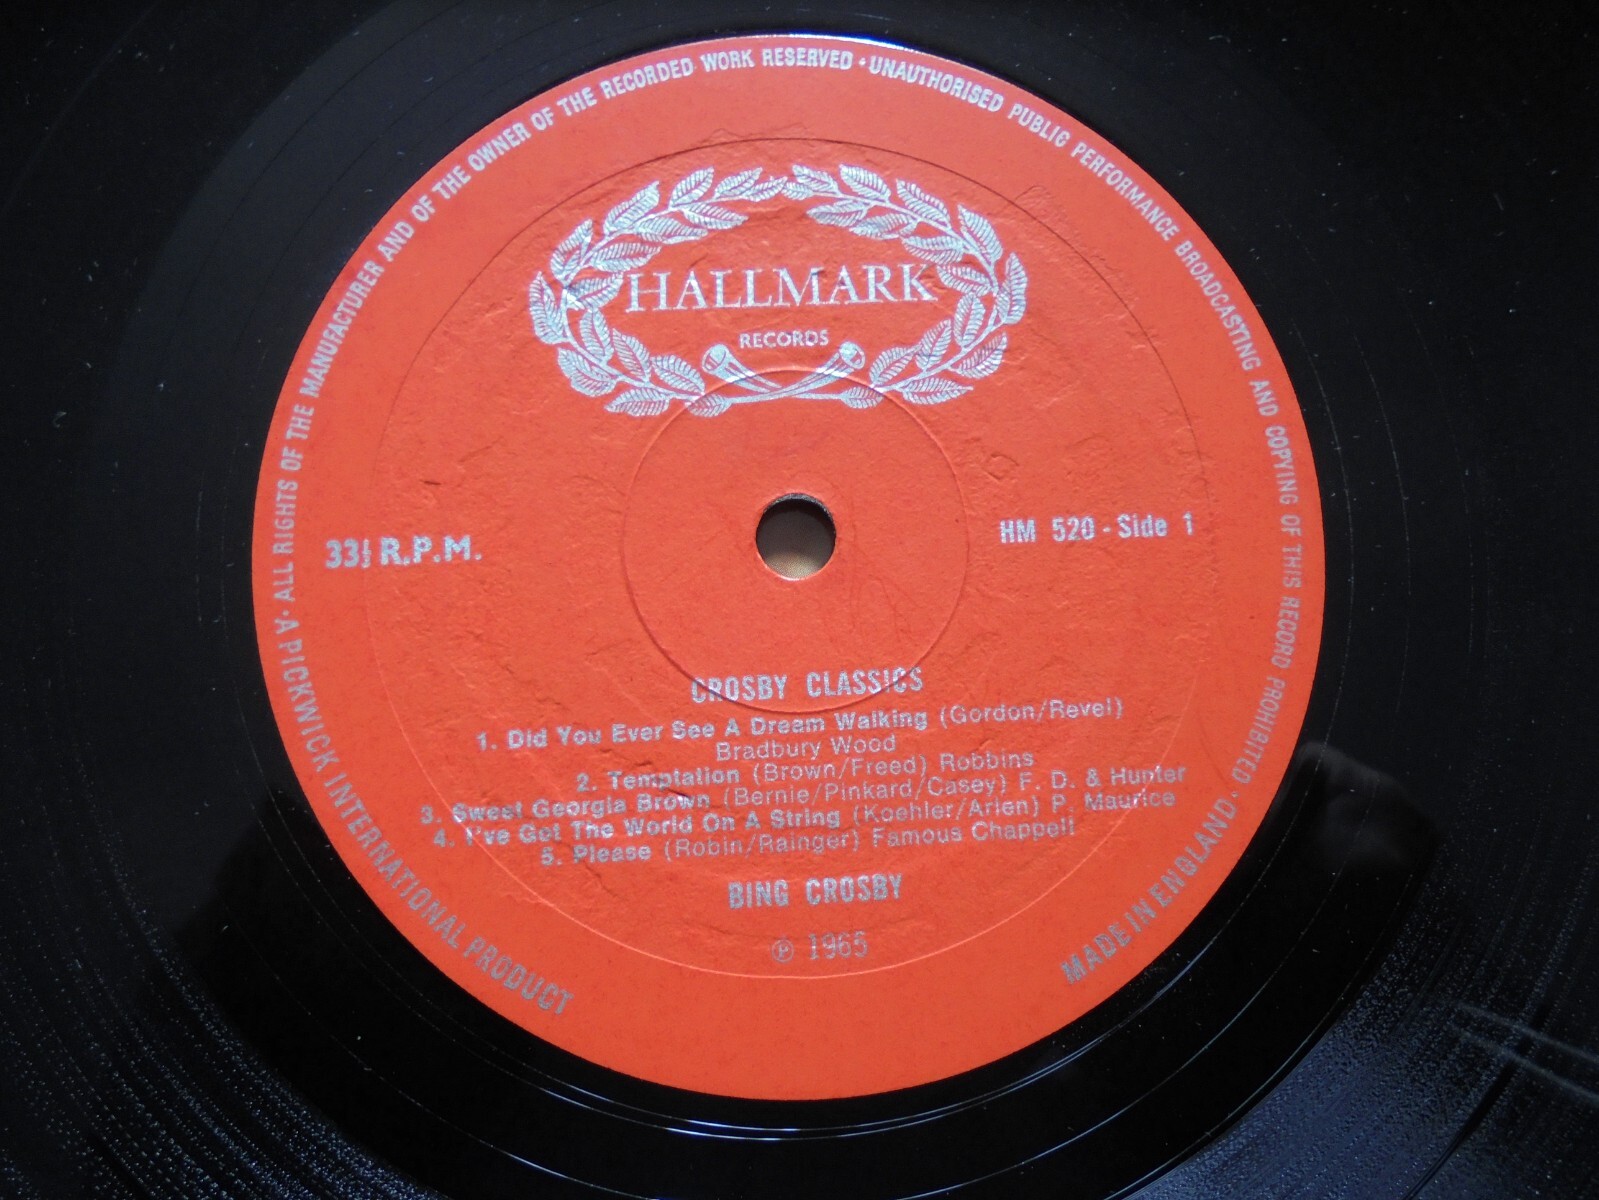 A PICKWICK INTERNATIONAL PRODUCT
· ALL RIGHTS OF THE MANUFACTURER AND OF THE OWNER OF THE RECORDED WORK RESERVED · UNAUTHORISED PUBLIC PERFORMANCE BROADCASTING AND COPYING OF THIS RECORD PROHIBITED ·
MADE IN ENGLAND
HALLMARK
RECORDS
33⅓ R.P.M.
HM 520 - Side 1
CROSBY CLASSICS
1. Did You Ever See A Dream Walking (Gordon/Revel)
Bradbury Wood
2. Temptation (Brown/Freed) Robbins
3. Sweet Georgia Brown (Bernie/Pinkard/Casey) F. D. & Hunter
4. I've Got The World On A String (Koehler/Arlen) P. Maurice
5. Please (Robin/Rainger) Famous Chappell
BING CROSBY
℗ 1965